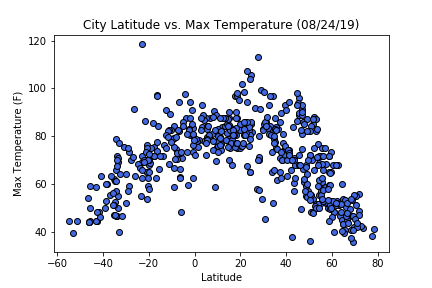 City Latitude vs. Max Temperature (08/24/19)
120
100
80
60
40
Max Temperature (F)
−60 −40 −20 0 20 40 60 80
Latitude